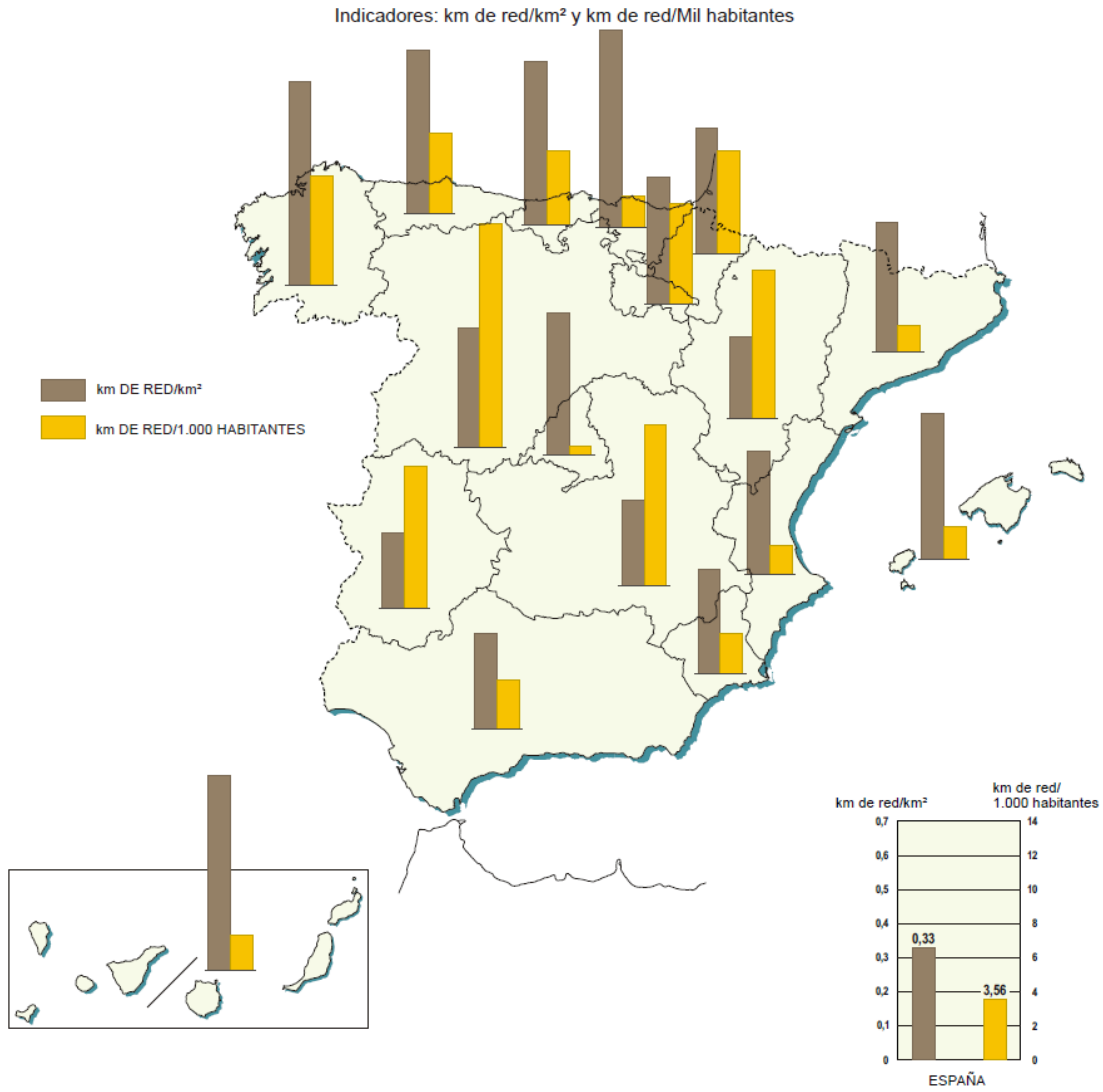 Indicadores: km de red/km² y km de red/Mil habitantes
km DE RED/km²
km DE RED/1.000 HABITANTES
km de red/km²
km de red/
1.000 habitantes
0,7
14
0,6
12
0,5
10
0,4
8
0,33
0,3
6
3,56
0,2
4
0,1
2
0
0
ESPAÑA